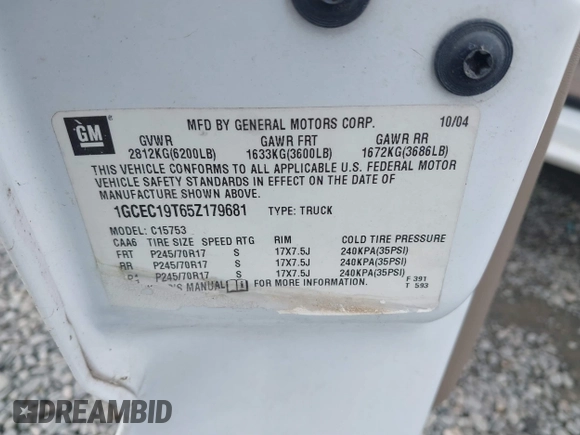 GM
MFD BY GENERAL MOTORS CORP. 10/04
GVWR GAWR FRT GAWR RR
2812KG(6200LB) 1633KG(3600LB) 1672KG(3686LB)
THIS VEHICLE CONFORMS TO ALL APPLICABLE U.S. FEDERAL MOTOR
VEHICLE SAFETY STANDARDS IN EFFECT ON THE DATE OF
MANUFACTURE SHOWN ABOVE.
1GCEC19T65Z179681 TYPE: TRUCK
MODEL: C15753
CAA6 TIRE SIZE SPEED RTG RIM COLD TIRE PRESSURE
FRT P245/70R17 S 17X7.5J 240KPA(35PSI)
RR P245/70R17 S 17X7.5J 240KPA(35PSI)
P245/70R17 S 17X7.5J 240KPA(35PSI)
MANUAL FOR MORE INFORMATION.
F 391
T 593
DREAMBID